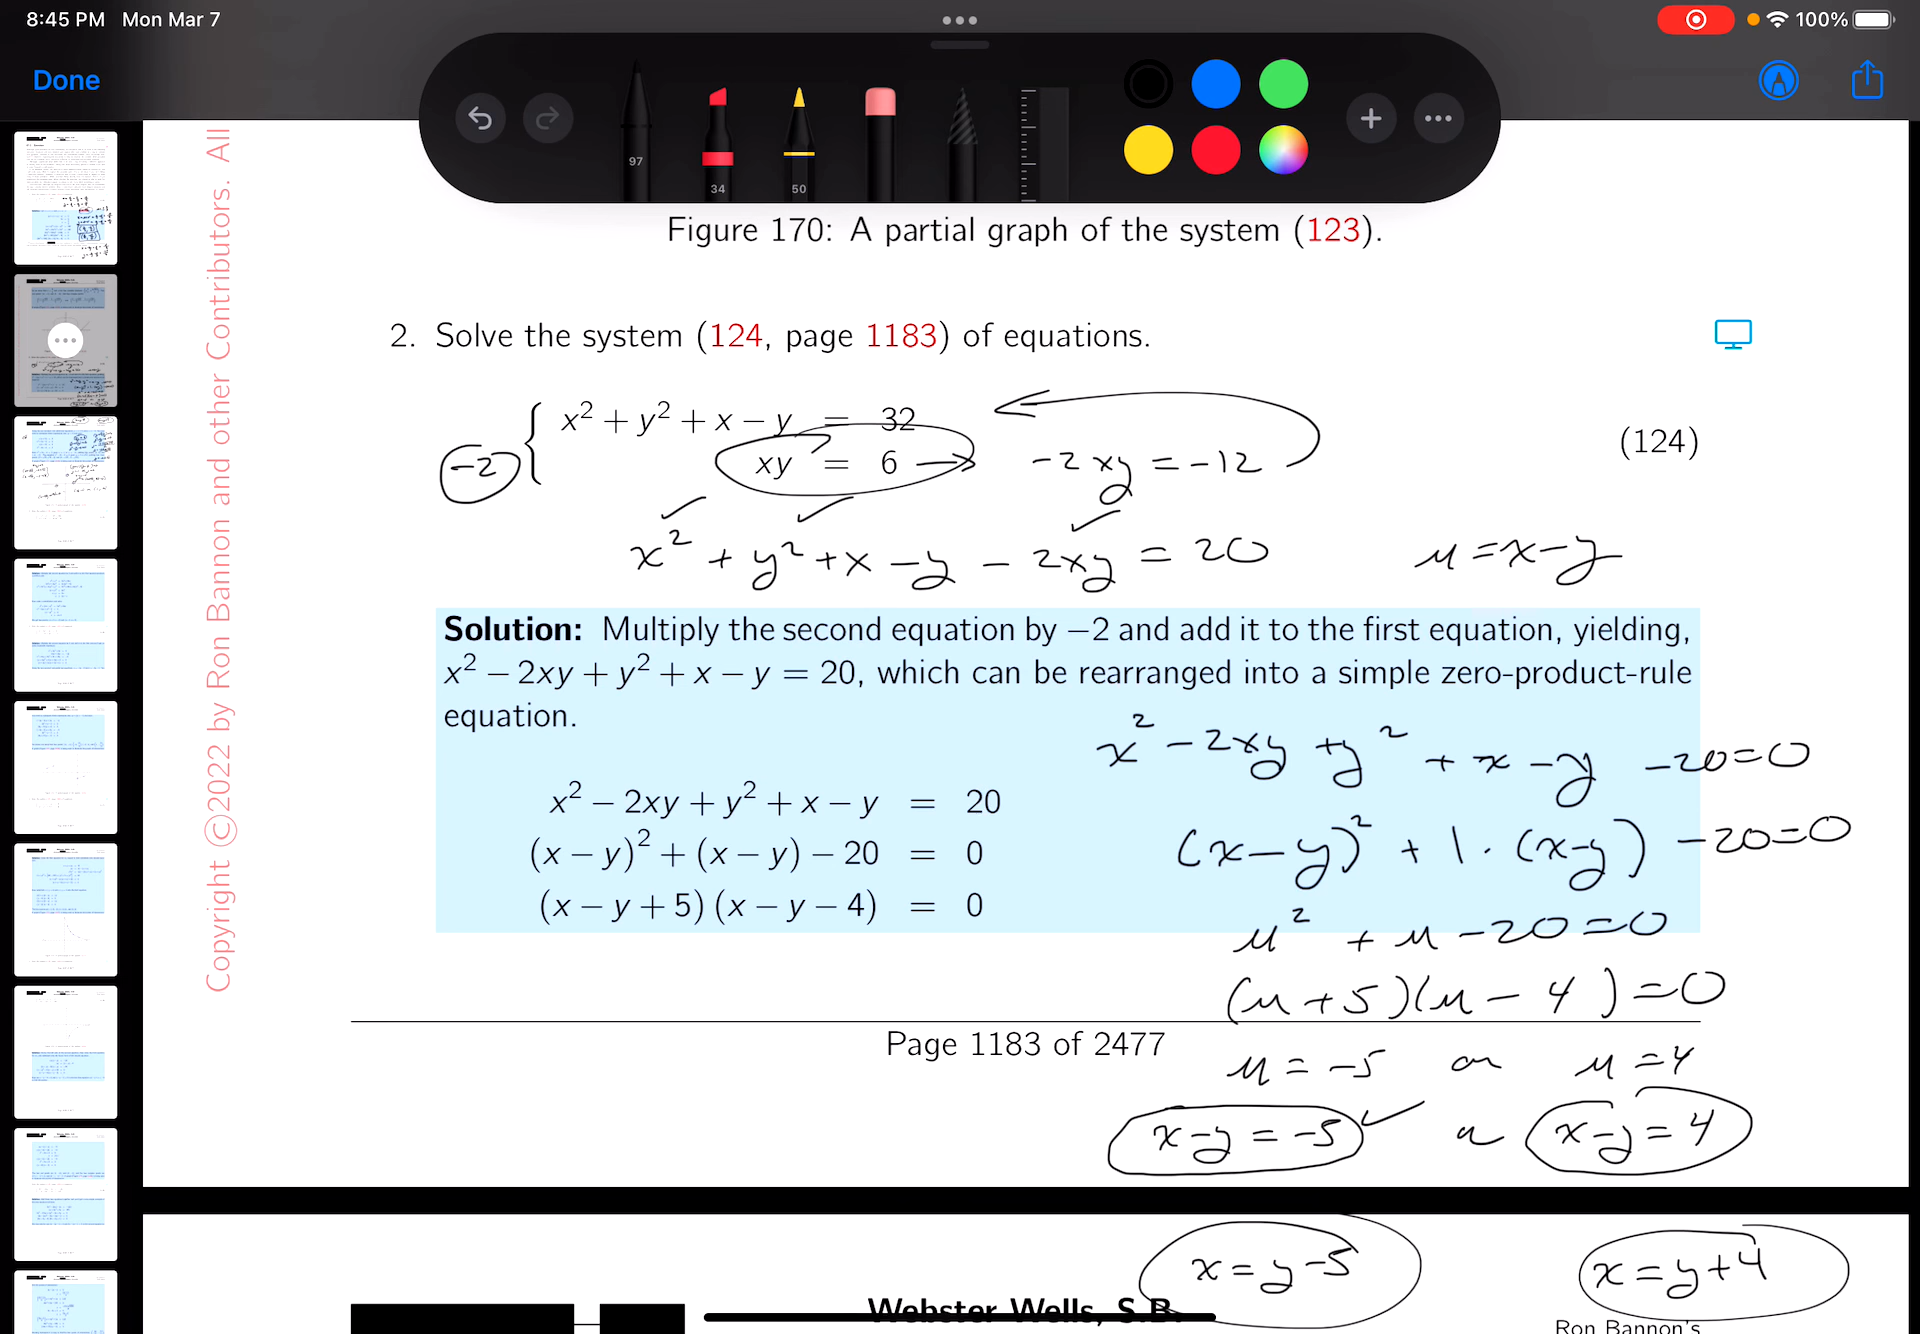 8:45 PM Mon Mar 7
100%
Done
97
34
50
Copyright ©2022 by Ron Bannon and other Contributors. All
Figure 170: A partial graph of the system (123).
2. Solve the system (124, page 1183) of equations.
x² + y² + x − y = 32
-2
xy = 6
-2xy = -12
(124)
x² + y² + x - y - 2xy = 20
u = x-y
Solution: Multiply the second equation by −2 and add it to the first equation, yielding,
x² − 2xy + y² + x − y = 20, which can be rearranged into a simple zero-product-rule
equation.
x² - 2xy + y² + x - y - 20 = 0
x² − 2xy + y² + x − y = 20
(x − y)² + (x − y) − 20 = 0
(x-y)² + 1·(x-y) - 20 = 0
(x − y + 5) (x − y − 4) = 0
u² + u - 20 = 0
(u + 5)(u - 4) = 0
Page 1183 of 2477
u = -5 or u = 4
x-y = -5 or x-y = 4
x = y-5
x = y+4
Webster Wells, S.B.
Ron Bannon's